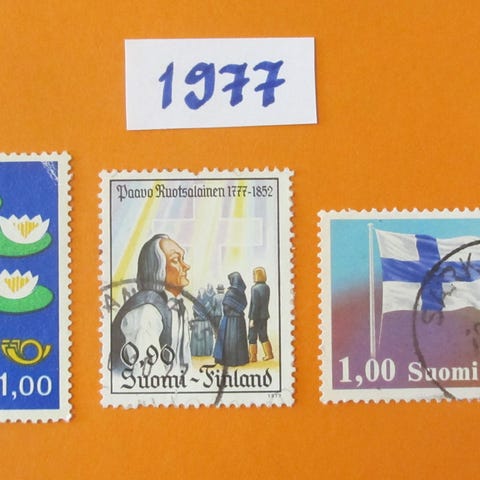 1977
Paavo Ruotsalainen 1777-1852
0,90
Suomi-Finland
1977
1,00
1,00 Suomi